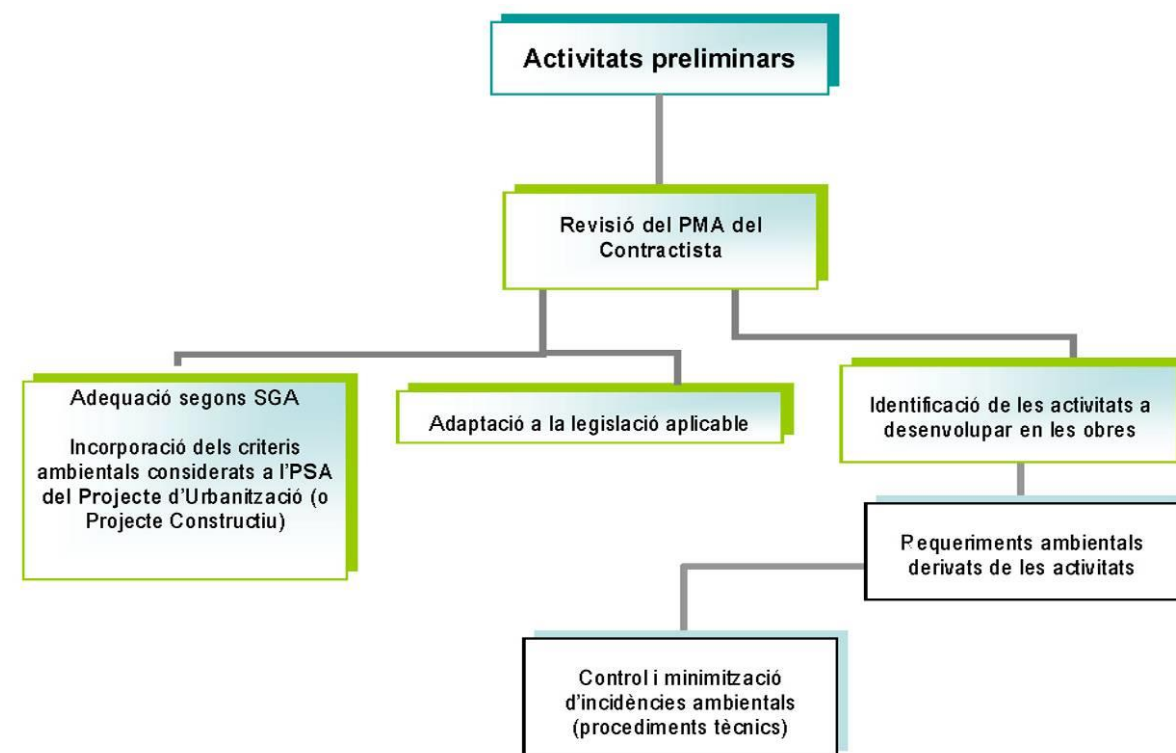 Activitats preliminars
Revisió del PMA del
Contractista
Adequació segons SGA
Incorporació dels criteris
ambientals considerats a l'PSA
del Projecte d'Urbanització (o
Projecte Constructiu)
Adaptació a la legislació aplicable
Identificació de les activitats a
desenvolupar en les obres
Requeriments ambientals
derivats de les activitats
Control i minimització
d'incidències ambientals
(procediments tècnics)